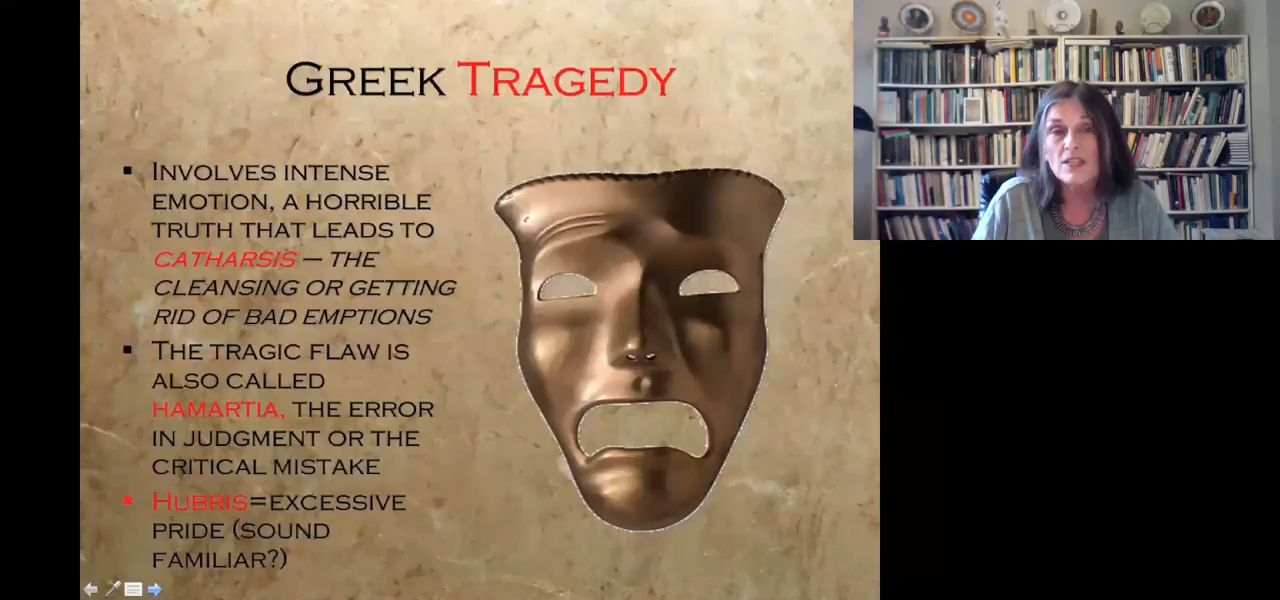 GREEK TRAGEDY
INVOLVES INTENSE
EMOTION, A HORRIBLE
TRUTH THAT LEADS TO
CATHARSIS – THE
CLEANSING OR GETTING
RID OF BAD EMPTIONS
THE TRAGIC FLAW IS
ALSO CALLED
HAMARTIA, THE ERROR
IN JUDGMENT OR THE
CRITICAL MISTAKE
HUBRIS=EXCESSIVE
PRIDE (SOUND
FAMILIAR?)